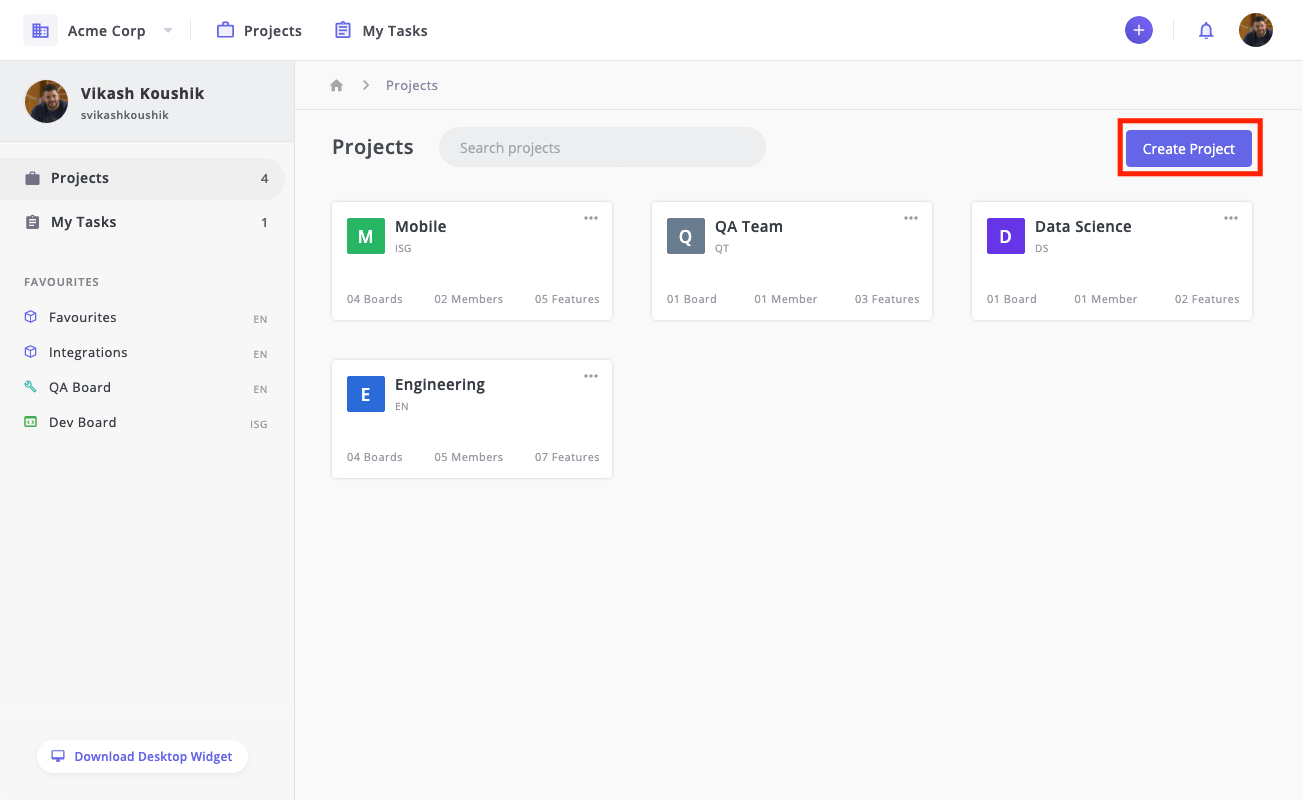 Acme Corp
Projects
My Tasks
Vikash Koushik
svikashkoushik
Projects 4
My Tasks 1
FAVOURITES
Favourites EN
Integrations EN
QA Board EN
Dev Board ISG
Download Desktop Widget
Projects
Projects
Search projects
Create Project
M
Mobile
ISG
04 Boards 02 Members 05 Features
Q
QA Team
QT
01 Board 01 Member 03 Features
D
Data Science
DS
01 Board 01 Member 02 Features
E
Engineering
EN
04 Boards 05 Members 07 Features